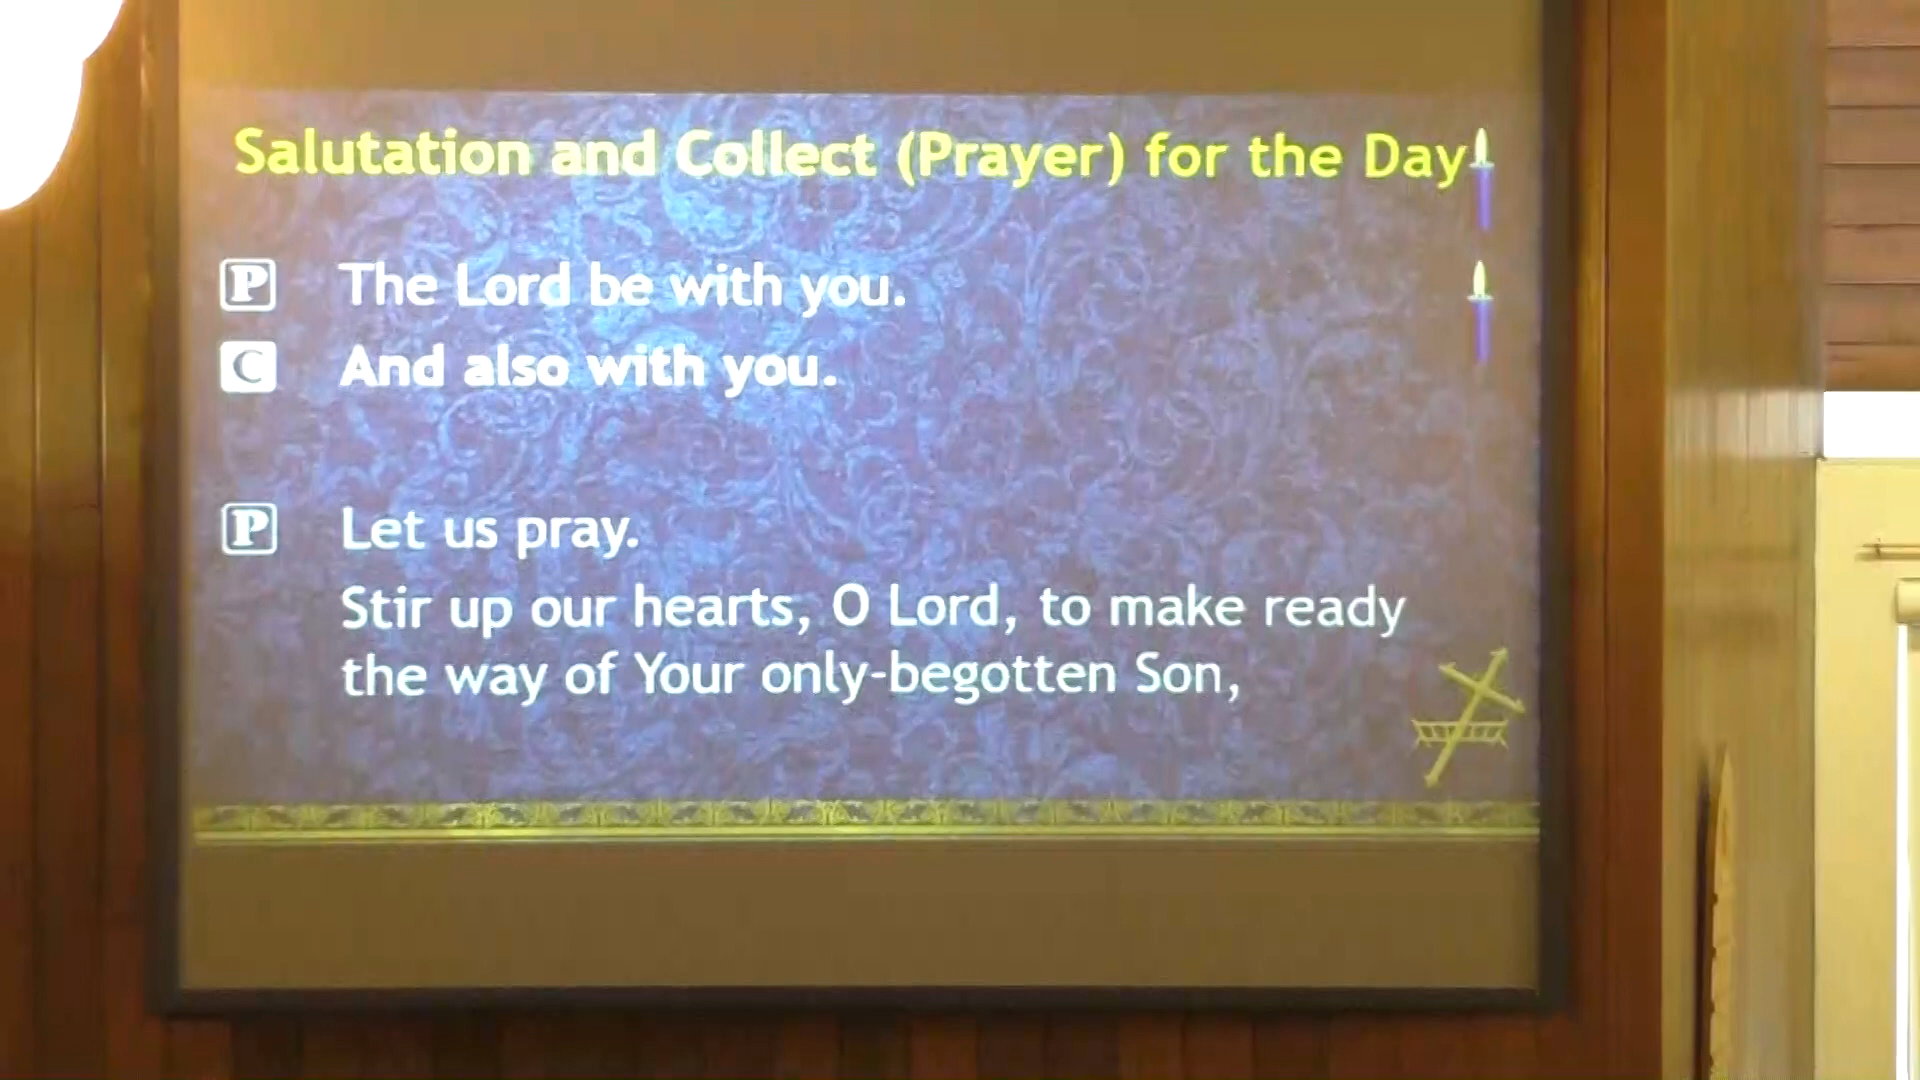 Salutation and Collect (Prayer) for the Day
P The Lord be with you.
C And also with you.
P Let us pray.
Stir up our hearts, O Lord, to make ready
the way of Your only-begotten Son,